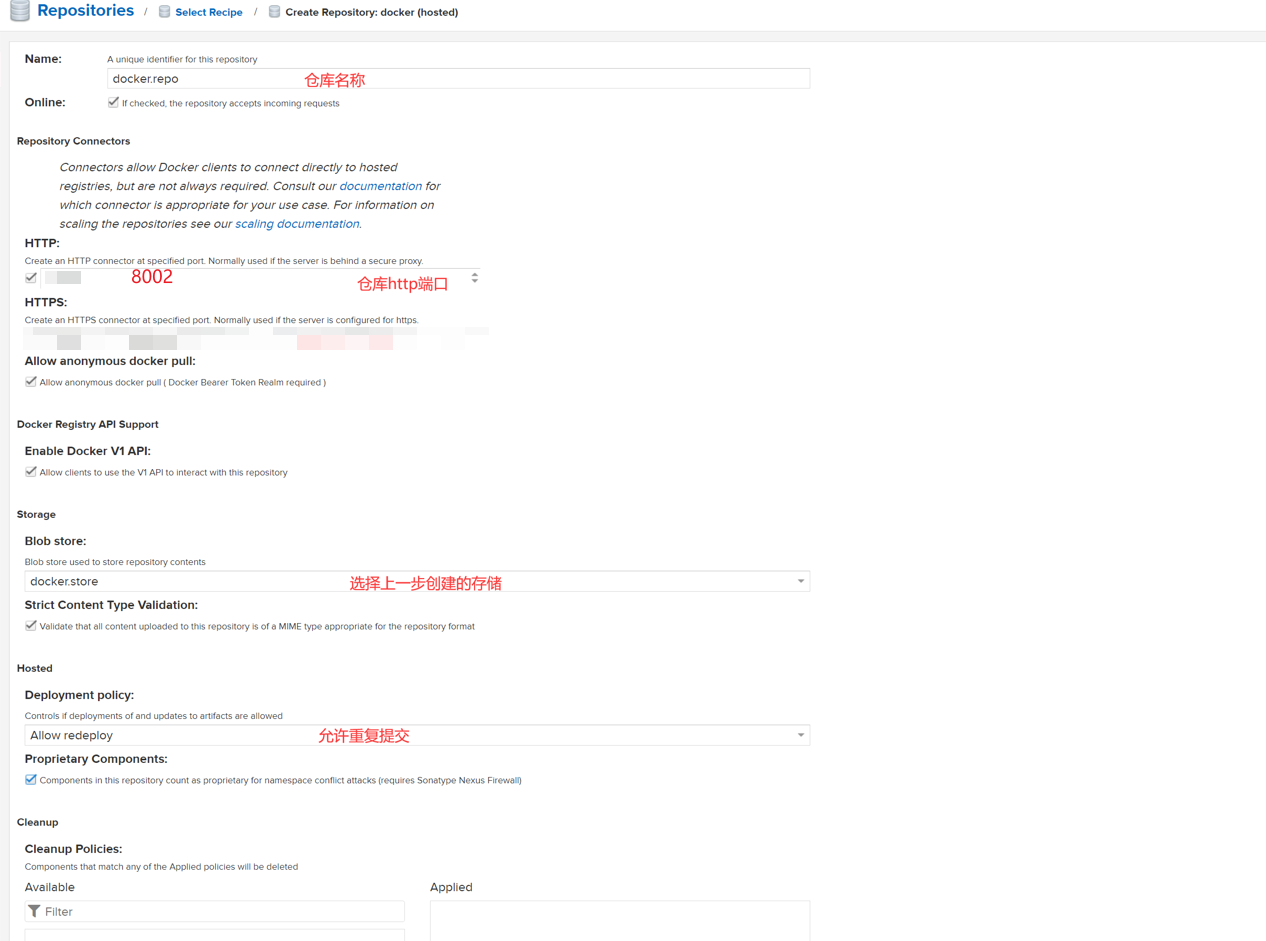 Repositories / Select Recipe / Create Repository: docker (hosted)
Name: A unique identifier for this repository
docker.repo 仓库名称
Online: If checked, the repository accepts incoming requests
Repository Connectors
Connectors allow Docker clients to connect directly to hosted
registries, but are not always required. Consult our documentation for
which connector is appropriate for your use case. For information on
scaling the repositories see our scaling documentation.
HTTP:
Create an HTTP connector at specified port. Normally used if the server is behind a secure proxy.
8002 仓库http端口
HTTPS:
Create an HTTPS connector at specified port. Normally used if the server is configured for https.
Allow anonymous docker pull:
Allow anonymous docker pull ( Docker Bearer Token Realm required )
Docker Registry API Support
Enable Docker V1 API:
Allow clients to use the V1 API to interact with this repository
Storage
Blob store:
Blob store used to store repository contents
docker.store 选择上一步创建的存储
Strict Content Type Validation:
Validate that all content uploaded to this repository is of a MIME type appropriate for the repository format
Hosted
Deployment policy:
Controls if deployments of and updates to artifacts are allowed
Allow redeploy 允许重复提交
Proprietary Components:
Components in this repository count as proprietary for namespace conflict attacks (requires Sonatype Nexus Firewall)
Cleanup
Cleanup Policies:
Components that match any of the Applied policies will be deleted
Available Applied
Filter